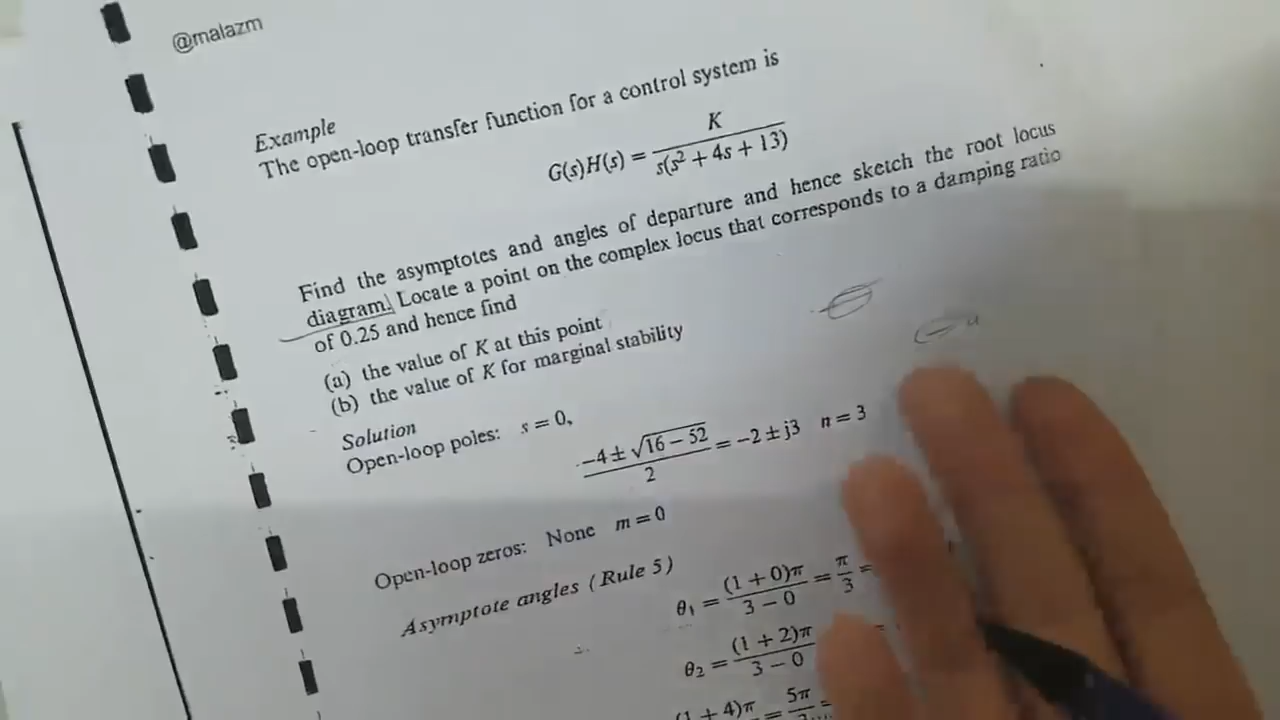 @malazm
Example
The open-loop transfer function for a control system is
G(s)H(s) = K / s(s² + 4s + 13)
Find the asymptotes and angles of departure and hence sketch the root locus
diagram. Locate a point on the complex locus that corresponds to a damping ratio
of 0.25 and hence find
(a) the value of K at this point
(b) the value of K for marginal stability
Solution
Open-loop poles: s = 0,
(−4 ± √(16 − 52)) / 2 = −2 ± j3 n = 3
Open-loop zeros: None m = 0
Asymptote angles (Rule 5)
θ₁ = (1 + 0)π / 3 − 0 = π / 3 =
θ₂ = (1 + 2)π / 3 − 0 =
(1 + 4)π = 5π =